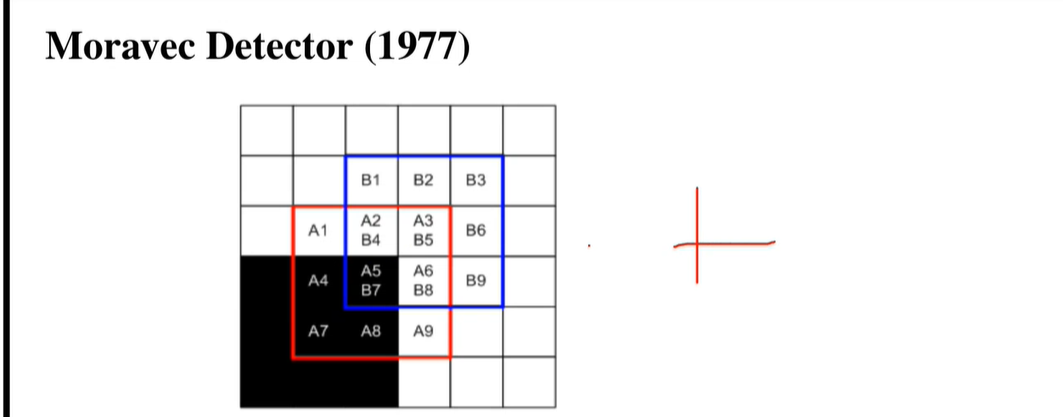 Moravec Detector (1977)
B1 B2 B3
A1 A2 A3 B6
B4 B5
A4 A5 A6 B9
B7 B8
A7 A8 A9